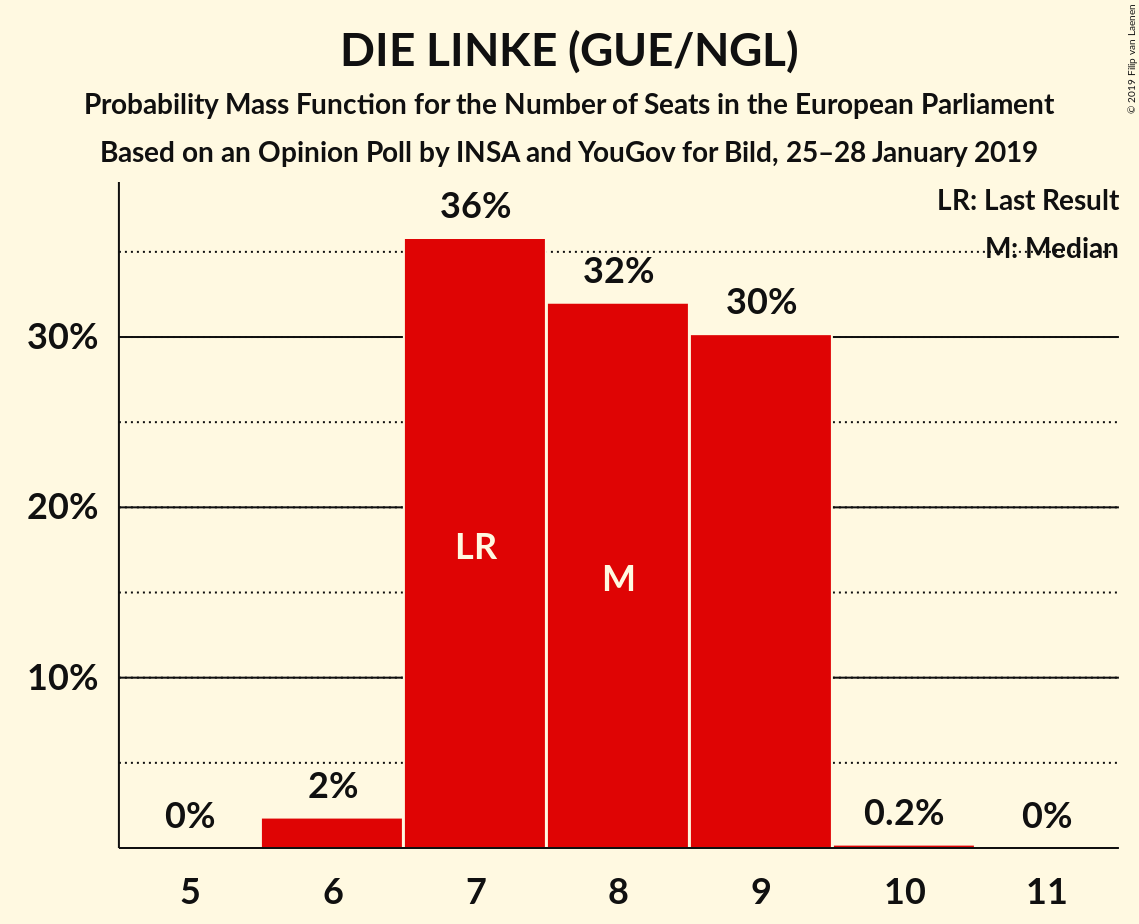 DIE LINKE (GUE/NGL)
Probability Mass Function for the Number of Seats in the European Parliament
Based on an Opinion Poll by INSA and YouGov for Bild, 25–28 January 2019
© 2019 Filip van Laenen
LR: Last Result
M: Median
36%
32%
30%
30%
20%
10%
LR
M
0%
2%
0.2%
0%
5 6 7 8 9 10 11